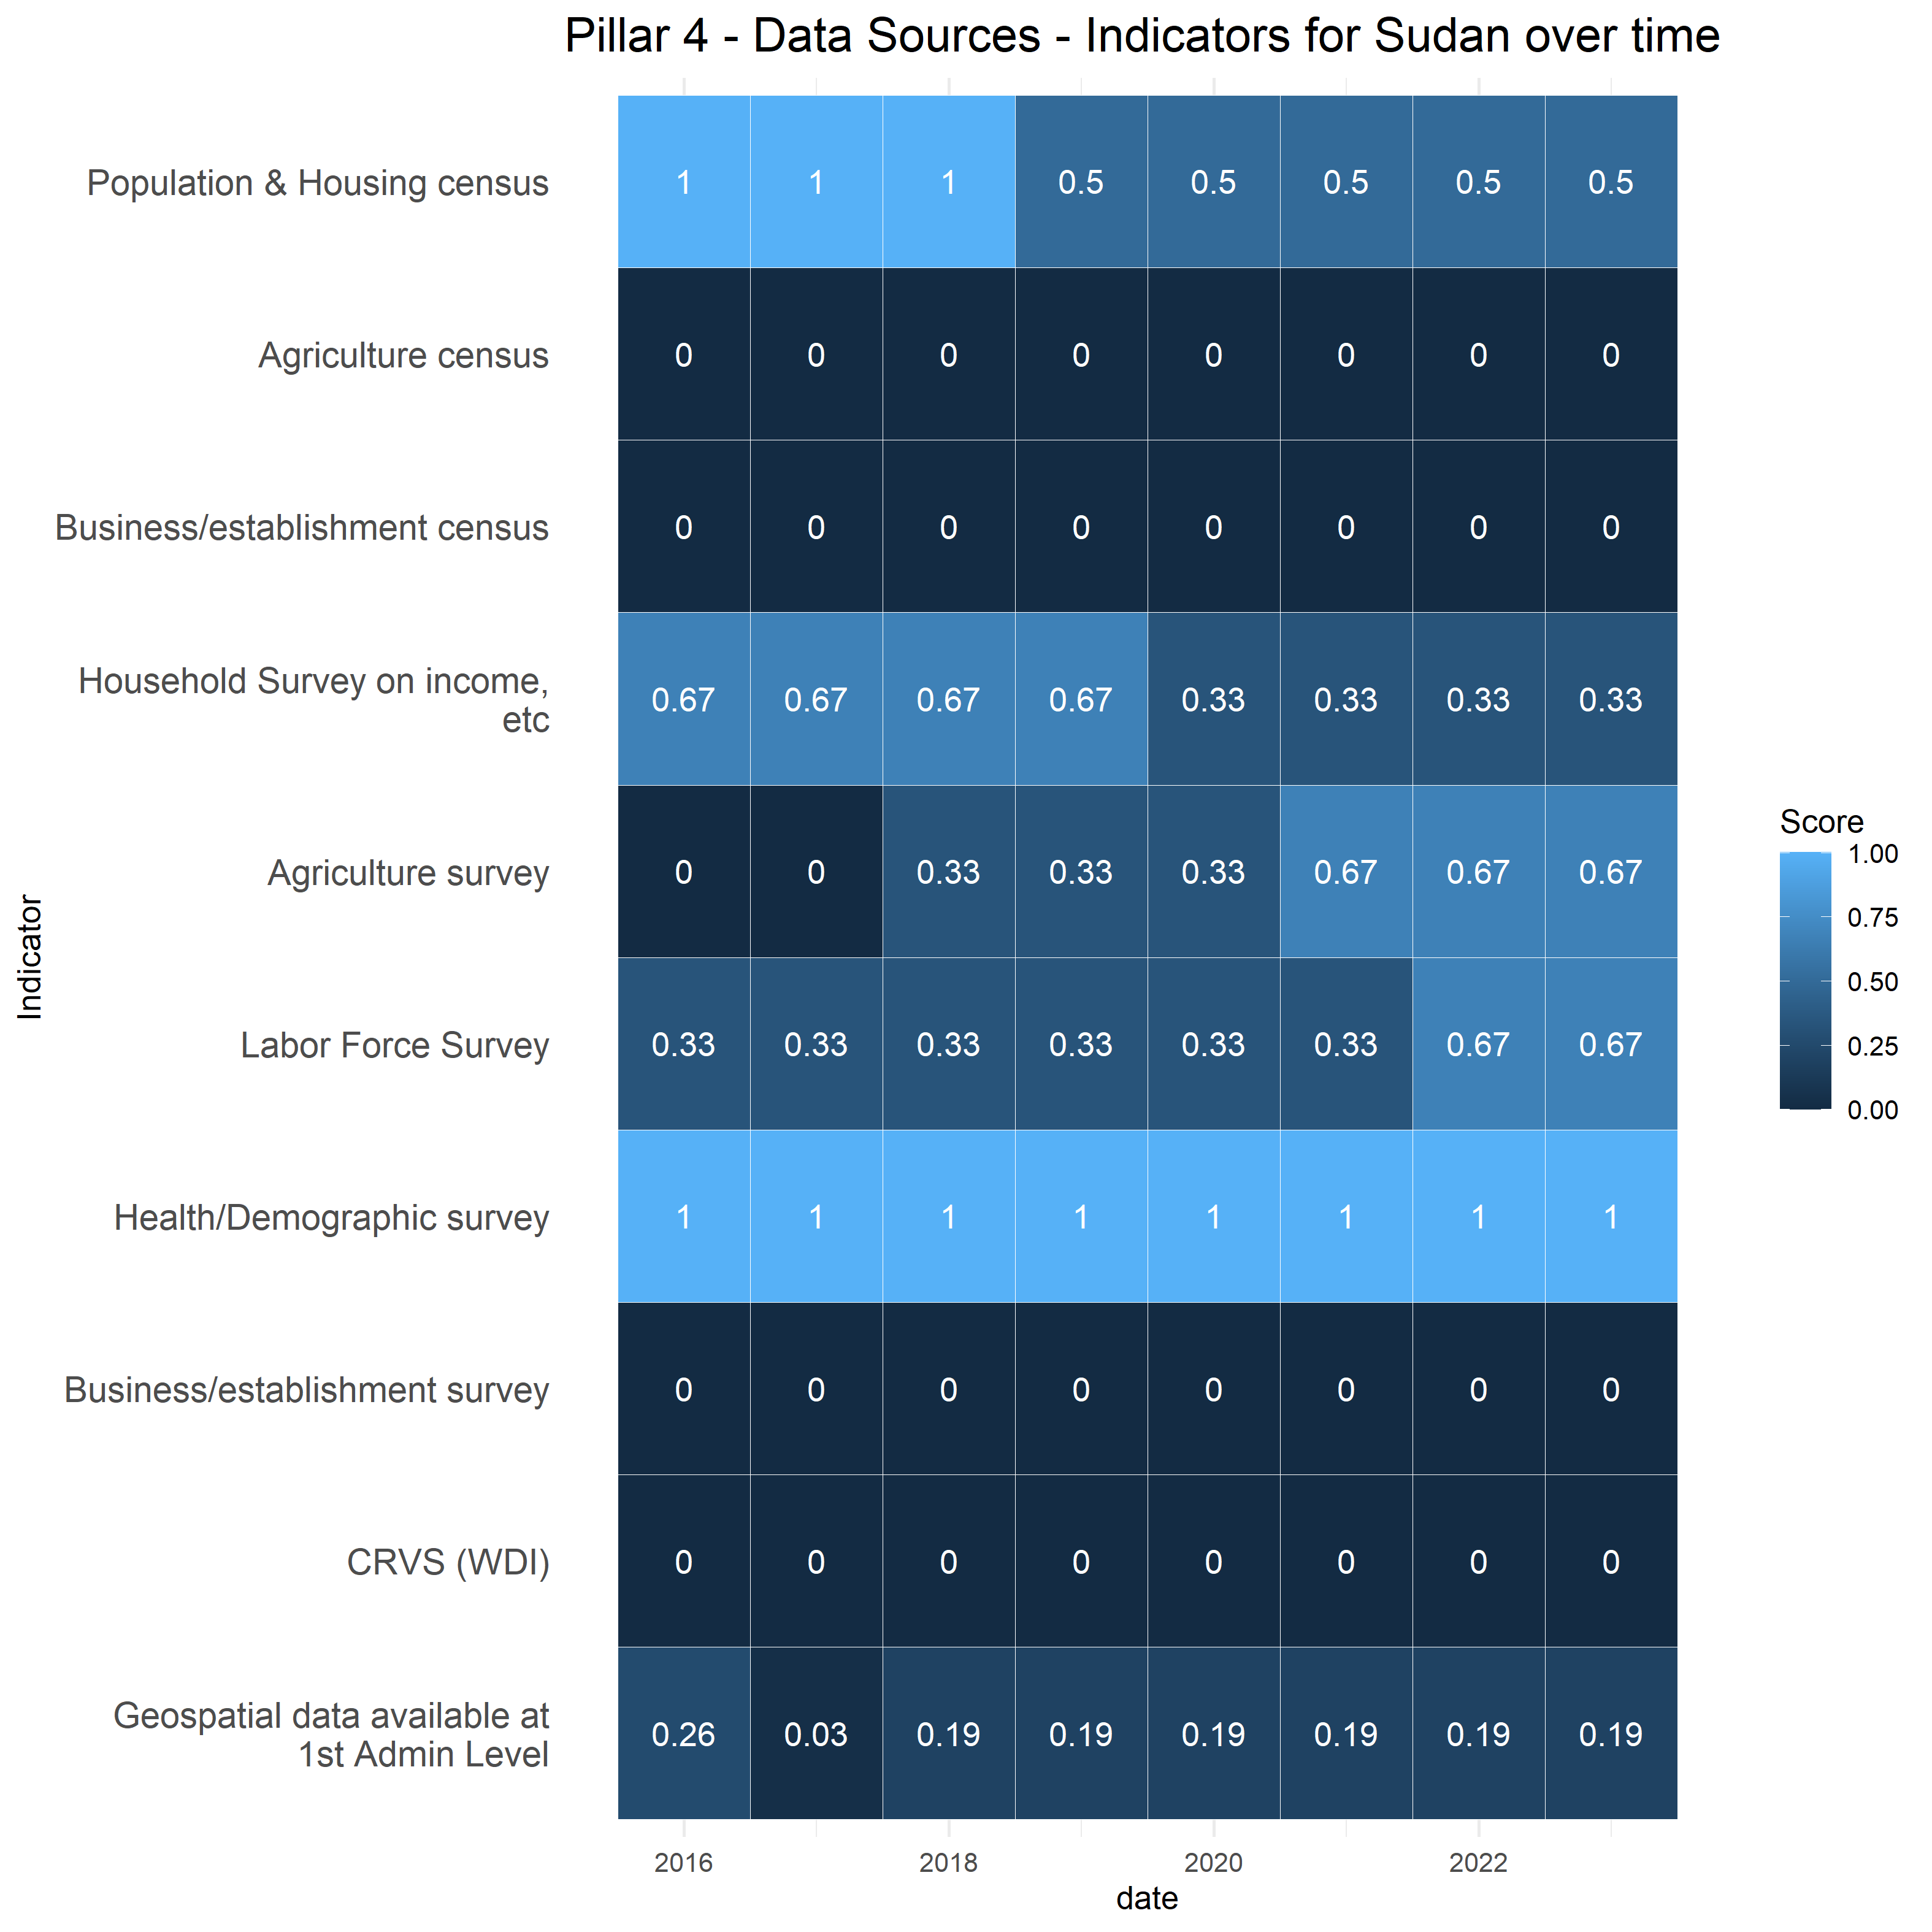 Pillar 4 - Data Sources - Indicators for Sudan over time
Population & Housing census
1 1 1 0.5 0.5 0.5 0.5 0.5
Agriculture census
0 0 0 0 0 0 0 0
Business/establishment census
0 0 0 0 0 0 0 0
Household Survey on income,
etc
0.67 0.67 0.67 0.67 0.33 0.33 0.33 0.33
Agriculture survey
0 0 0.33 0.33 0.33 0.67 0.67 0.67
Labor Force Survey
0.33 0.33 0.33 0.33 0.33 0.33 0.67 0.67
Health/Demographic survey
1 1 1 1 1 1 1 1
Business/establishment survey
0 0 0 0 0 0 0 0
CRVS (WDI)
0 0 0 0 0 0 0 0
Geospatial data available at
1st Admin Level
0.26 0.03 0.19 0.19 0.19 0.19 0.19 0.19
2016 2018 2020 2022
date
Indicator
Score
1.00
0.75
0.50
0.25
0.00